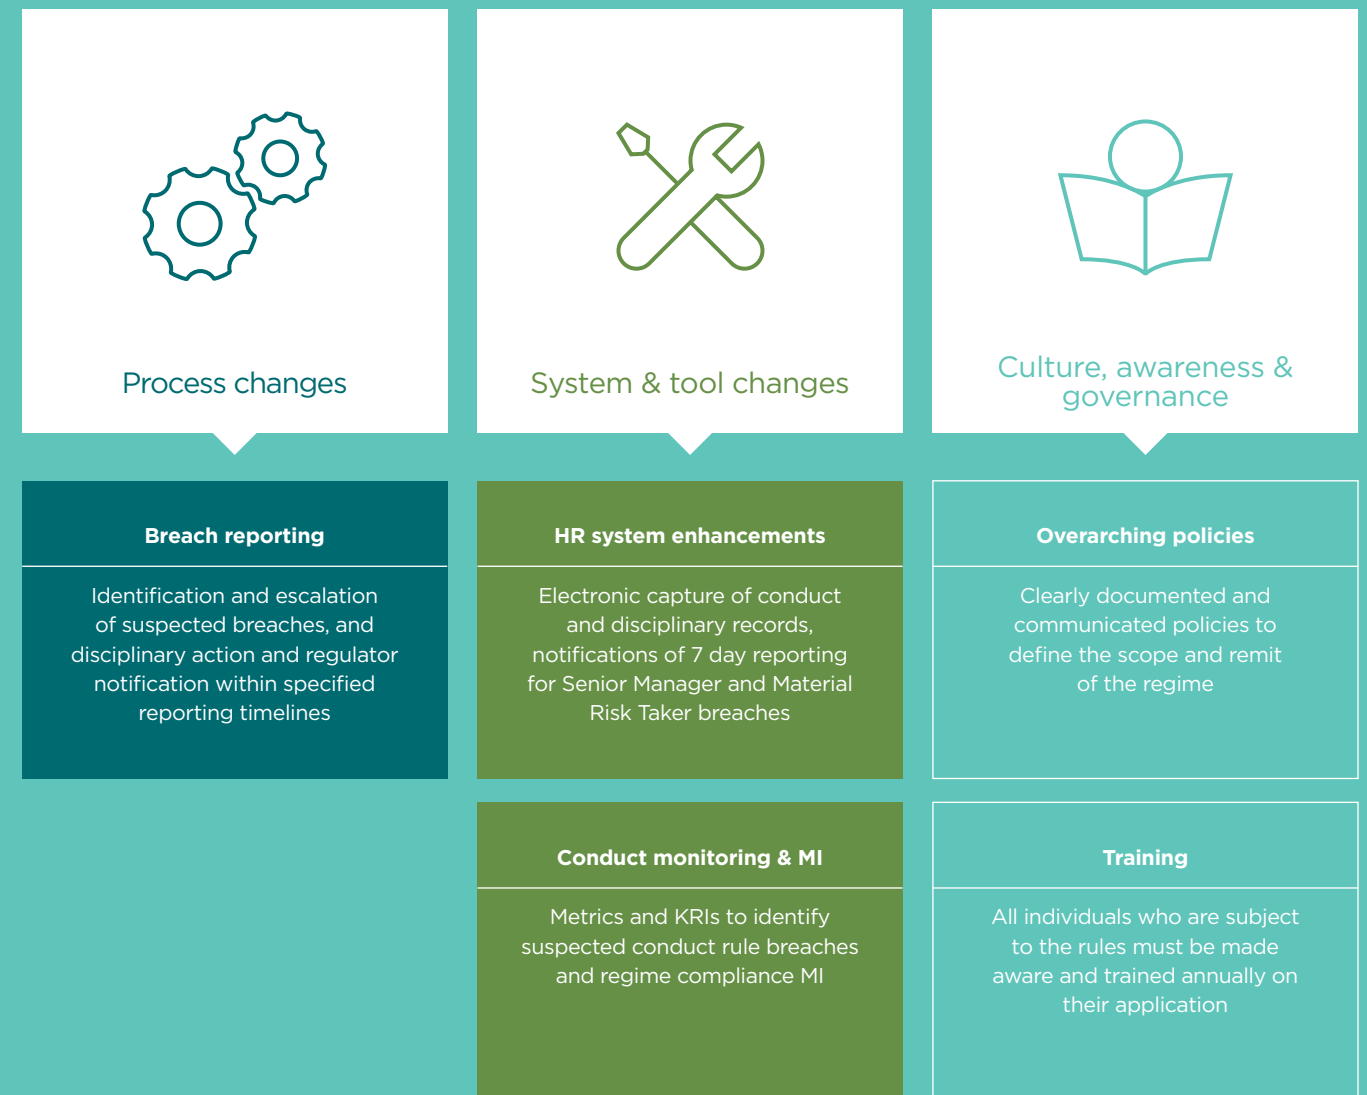 Process changes
System & tool changes
Culture, awareness &
governance
Breach reporting
Identification and escalation
of suspected breaches, and
disciplinary action and regulator
notification within specified
reporting timelines
HR system enhancements
Electronic capture of conduct
and disciplinary records,
notifications of 7 day reporting
for Senior Manager and Material
Risk Taker breaches
Overarching policies
Clearly documented and
communicated policies to
define the scope and remit
of the regime
Conduct monitoring & MI
Metrics and KRIs to identify
suspected conduct rule breaches
and regime compliance MI
Training
All individuals who are subject
to the rules must be made
aware and trained annually on
their application